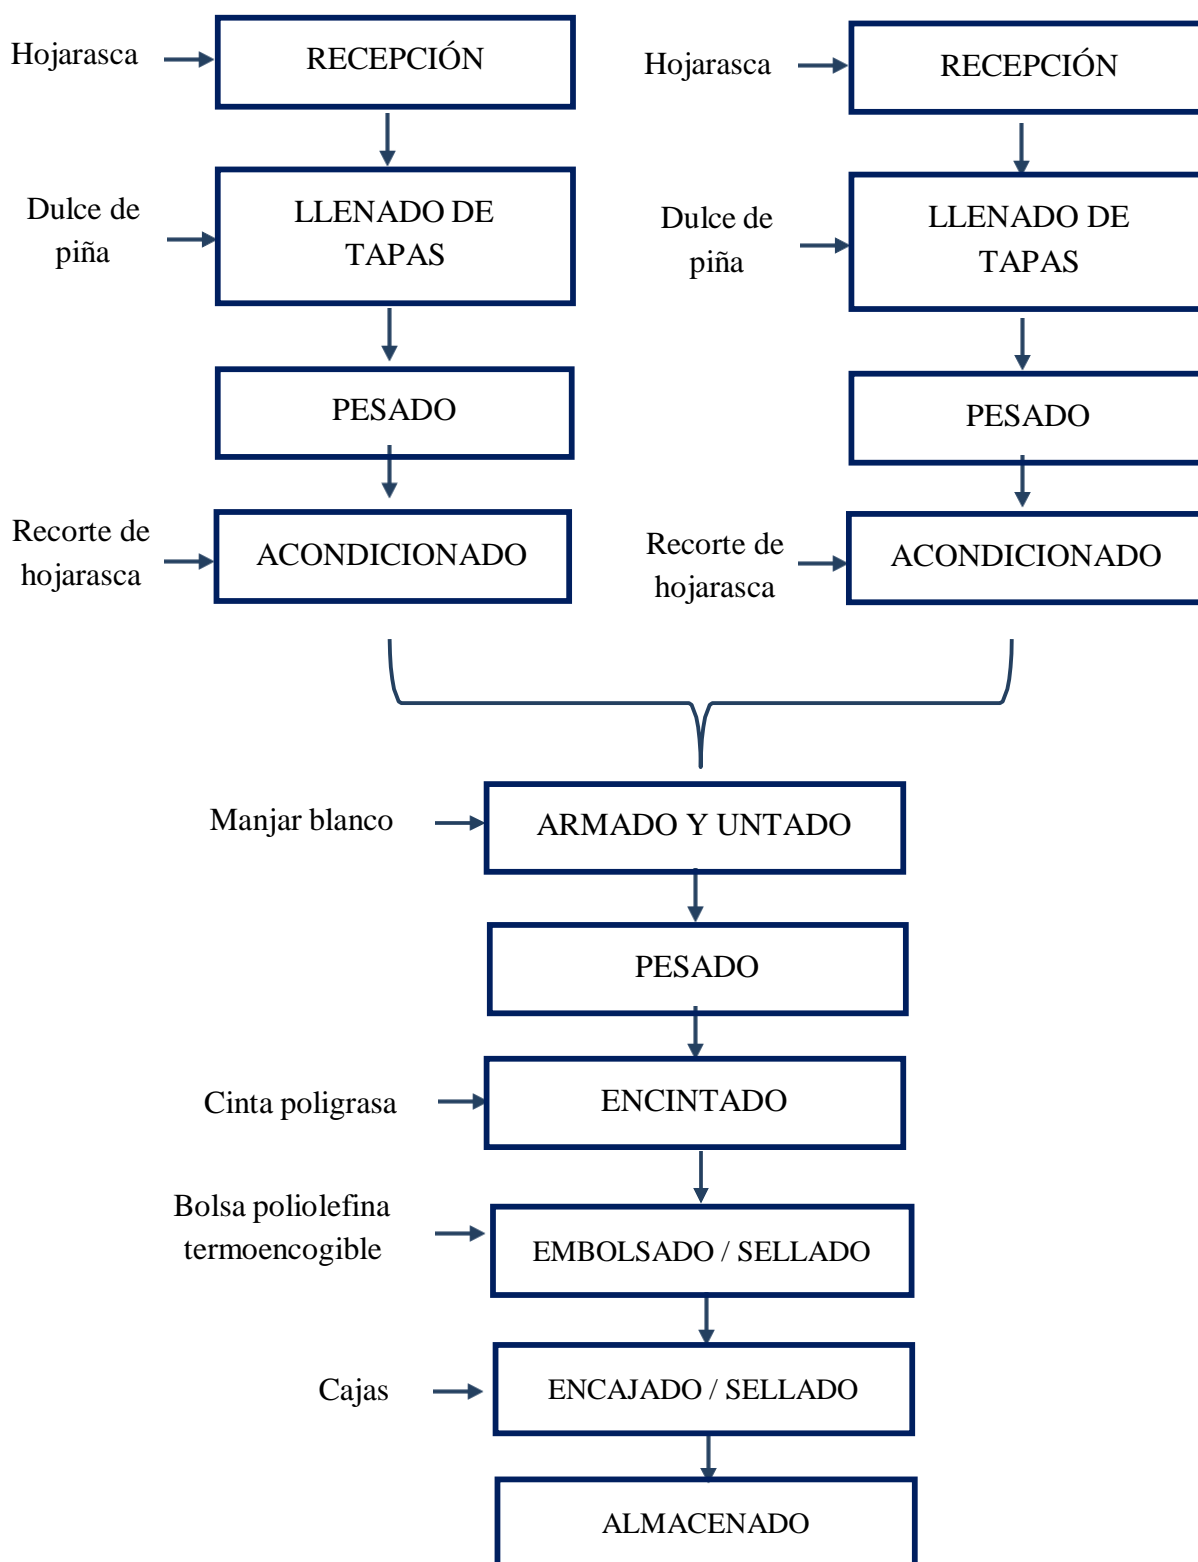 Hojarasca
RECEPCIÓN
Hojarasca
RECEPCIÓN
Dulce de
piña
LLENADO DE
TAPAS
Dulce de
piña
LLENADO DE
TAPAS
PESADO
PESADO
Recorte de
hojarasca
ACONDICIONADO
Recorte de
hojarasca
ACONDICIONADO
Manjar blanco
ARMADO Y UNTADO
PESADO
Cinta poligrasa
ENCINTADO
Bolsa poliolefina
termoencogible
EMBOLSADO / SELLADO
Cajas
ENCAJADO / SELLADO
ALMACENADO